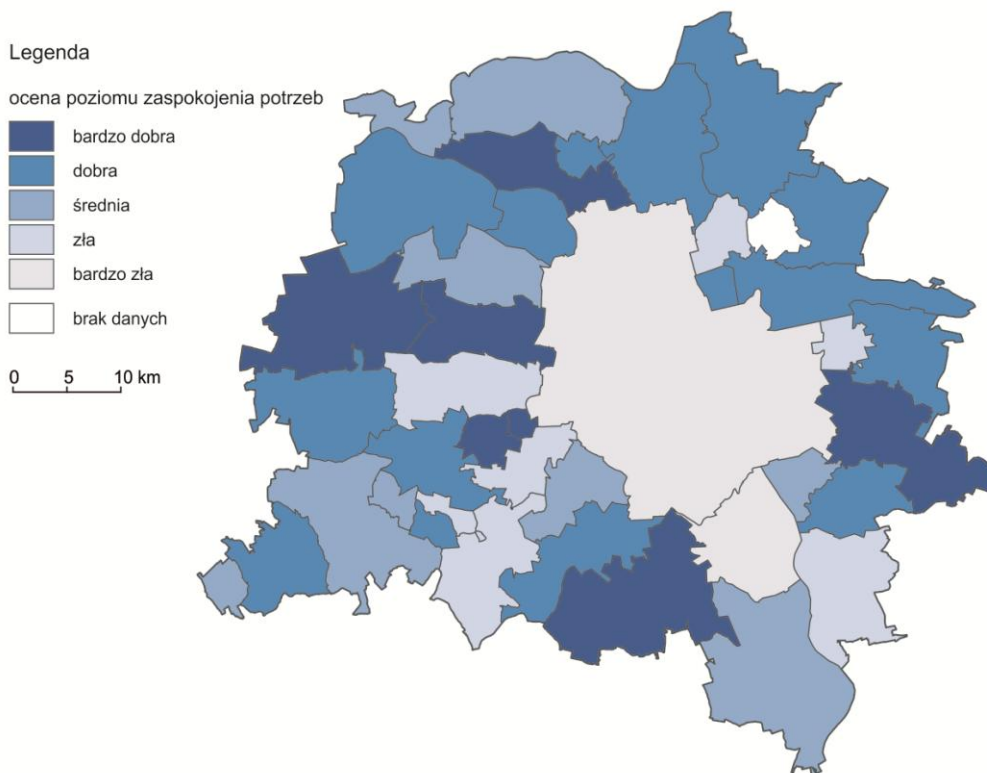 Legenda
ocena poziomu zaspokojenia potrzeb
bardzo dobra
dobra
średnia
zła
bardzo zła
brak danych
0 5 10 km